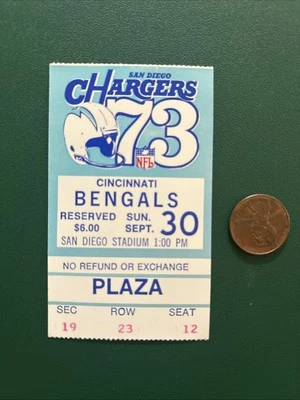 SAN DIEGO
CHARGERS
73
NFL
CINCINNATI
BENGALS
RESERVED SUN. 30
$6.00 SEPT.
SAN DIEGO STADIUM 1:00 PM
NO REFUND OR EXCHANGE
PLAZA
SEC ROW SEAT
19 23 12